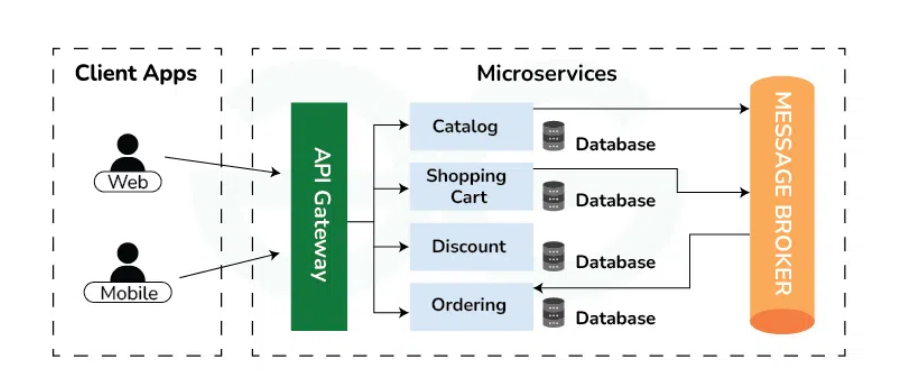 Client Apps
Microservices
Web
Mobile
API Gateway
Catalog
Database
Shopping
Cart
Database
Discount
Database
Ordering
Database
MESSAGE BROKER